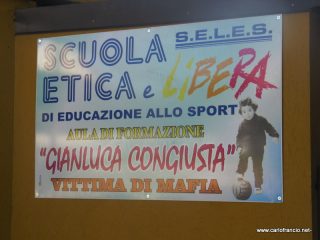 SCUOLA S.E.L.E.S.
ETICA e LiBERA
DI EDUCAZIONE ALLO SPORT
AULA DI FORMAZIONE
"GIANLUCA CONGIUSTA"
VITTIMA DI MAFIA
www.carlofrancio.net-